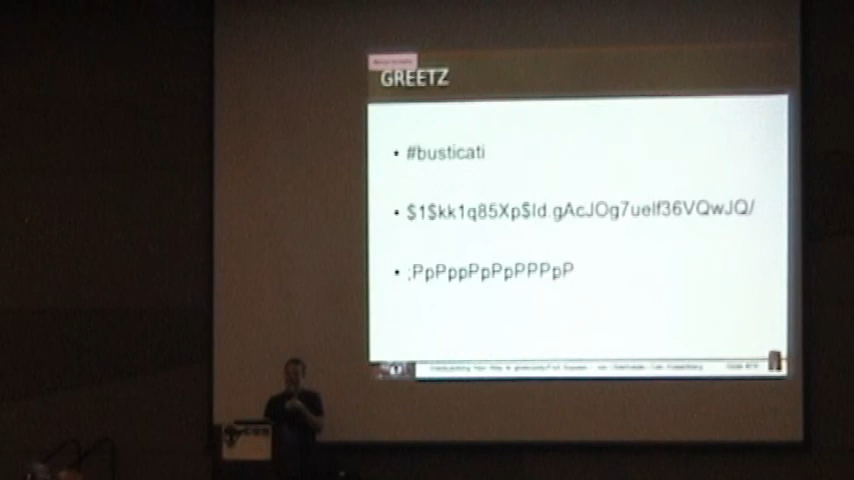 GREETZ
• #busticati
• $1$kk1q85Xp$Id.gAcJOg7uelf36VQwJQ/
• ;PpPppPpPpPPPpP